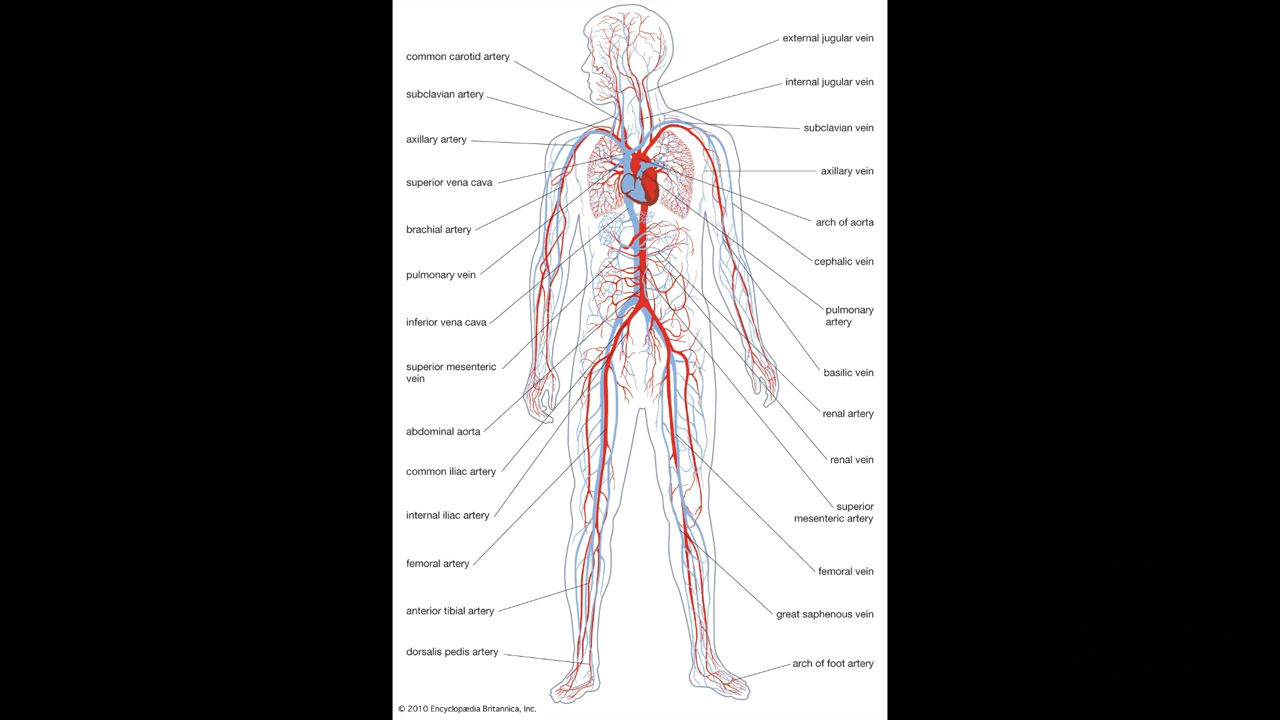 common carotid artery
subclavian artery
axillary artery
superior vena cava
brachial artery
pulmonary vein
inferior vena cava
superior mesenteric
vein
abdominal aorta
common iliac artery
internal iliac artery
femoral artery
anterior tibial artery
dorsalis pedis artery
external jugular vein
internal jugular vein
subclavian vein
axillary vein
arch of aorta
cephalic vein
pulmonary
artery
basilic vein
renal artery
renal vein
superior
mesenteric artery
femoral vein
great saphenous vein
arch of foot artery
© 2010 Encyclopædia Britannica, Inc.